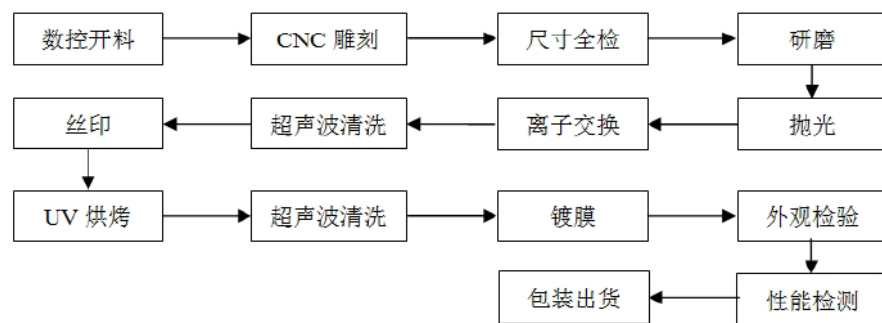 数控开料
CNC 雕刻
尺寸全检
研磨
抛光
离子交换
超声波清洗
丝印
UV 烘烤
超声波清洗
镀膜
外观检验
性能检测
包装出货